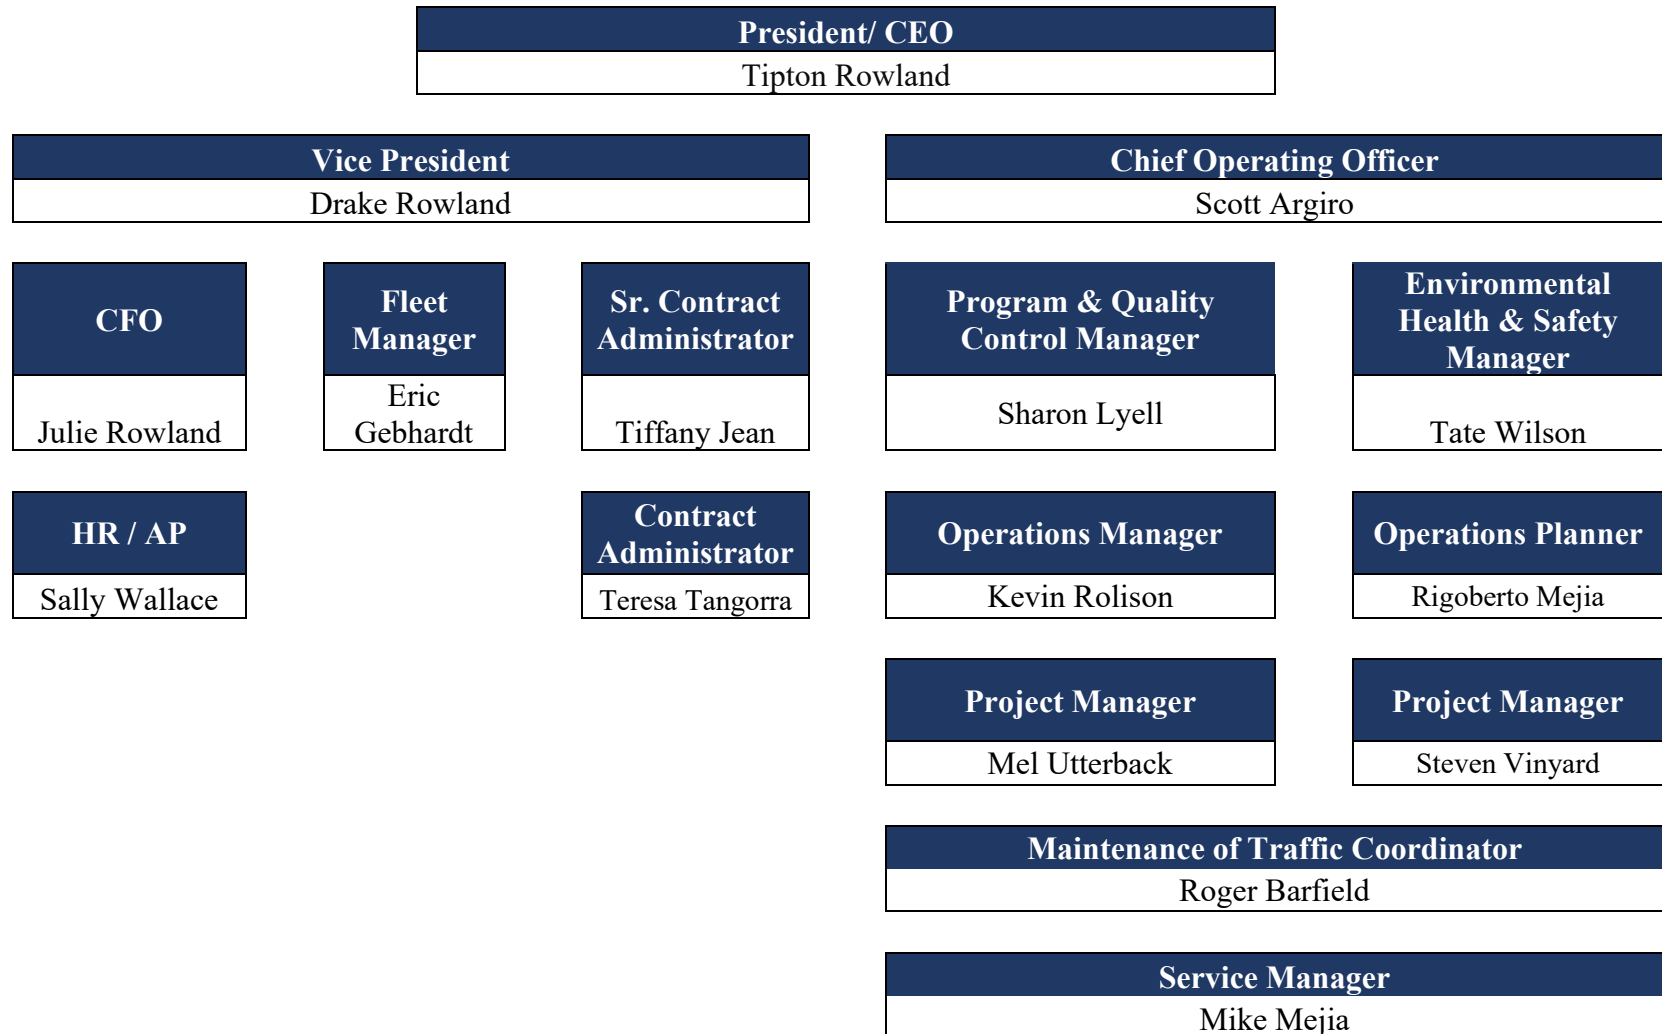 President/ CEO
Tipton Rowland
Vice President
Drake Rowland
Chief Operating Officer
Scott Argiro
CFO
Julie Rowland
Fleet
Manager
Eric
Gebhardt
Sr. Contract
Administrator
Tiffany Jean
Program & Quality
Control Manager
Sharon Lyell
Environmental
Health & Safety
Manager
Tate Wilson
HR / AP
Sally Wallace
Contract
Administrator
Teresa Tangorra
Operations Manager
Kevin Rolison
Operations Planner
Rigoberto Mejia
Project Manager
Mel Utterback
Project Manager
Steven Vinyard
Maintenance of Traffic Coordinator
Roger Barfield
Service Manager
Mike Mejia